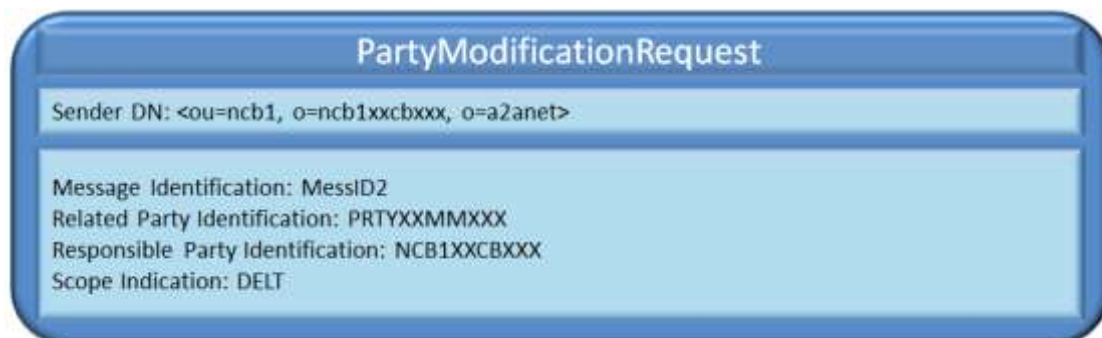 PartyModificationRequest
Sender DN: <ou=ncb1, o=ncb1xxcbxxx, o=a2anet>
Message Identification: MessID2
Related Party Identification: PRTYXXMMXXX
Responsible Party Identification: NCB1XXCBXXX
Scope Indication: DELT